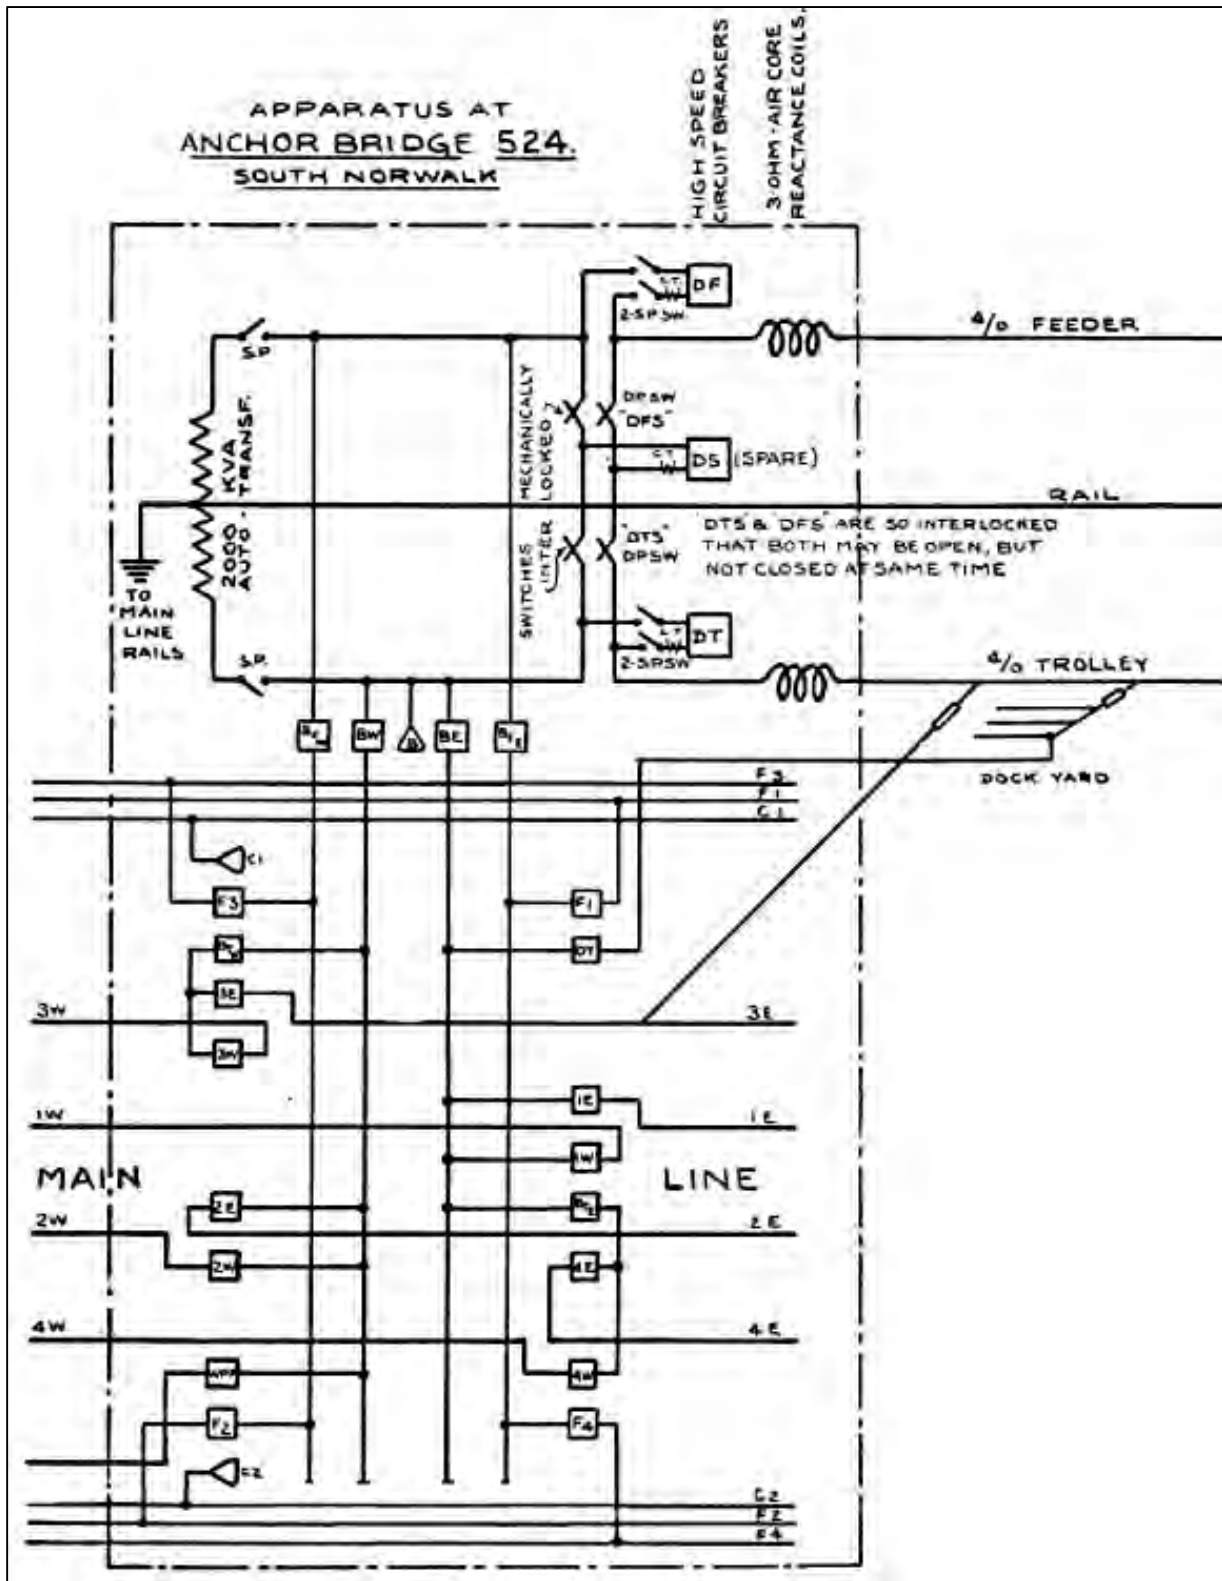 APPARATUS AT
ANCHOR BRIDGE 524.
SOUTH NORWALK
HIGH SPEED
CIRCUIT BREAKERS
3-OHM-AIR CORE
REACTANCE COILS.
C.T.
DF
2-S.P.SW.
4/0 FEEDER
S.P.
2000 KVA
AUTO-TRANSF.
SWITCHES INTER
MECHANICALLY
LOCKED
DPSW
"DFS"
C.T.
DS (SPARE)
RAIL
"DTS"
DPSW
"DTS" & "DFS" ARE SO INTERLOCKED
THAT BOTH MAY BE OPEN, BUT
NOT CLOSED AT SAME TIME
TO
MAIN
LINE
RAILS
C.T.
DT
2-S.P.SW
S.P.
4/0 TROLLEY
BW
B
BE
DOCK YARD
F3
F1
C1
C1
F3
F1
DT
3E
3W
3E
3W
1E
1W
1E
1W
MAIN
LINE
2E
2W
2E
2W
4E
4W
4E
4W
F2
F4
C2
C2
F2
F4